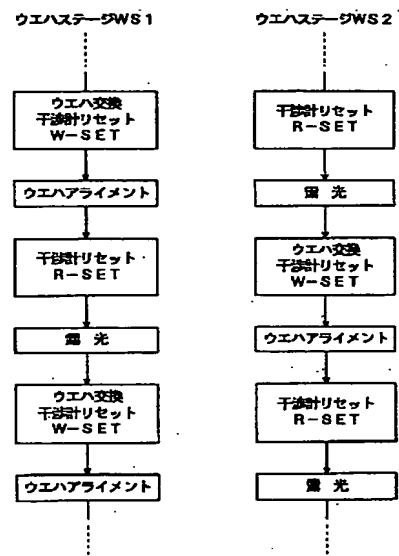 ウエハステージWS1
ウエハ交換
干渉計リセット
W-SET
ウエハアライメント
干渉計リセット
R-SET
露 光
ウエハ交換
干渉計リセット
W-SET
ウエハアライメント
ウエハステージWS2
干渉計リセット
R-SET
露 光
ウエハ交換
干渉計リセット
W-SET
ウエハアライメント
干渉計リセット
R-SET
露 光